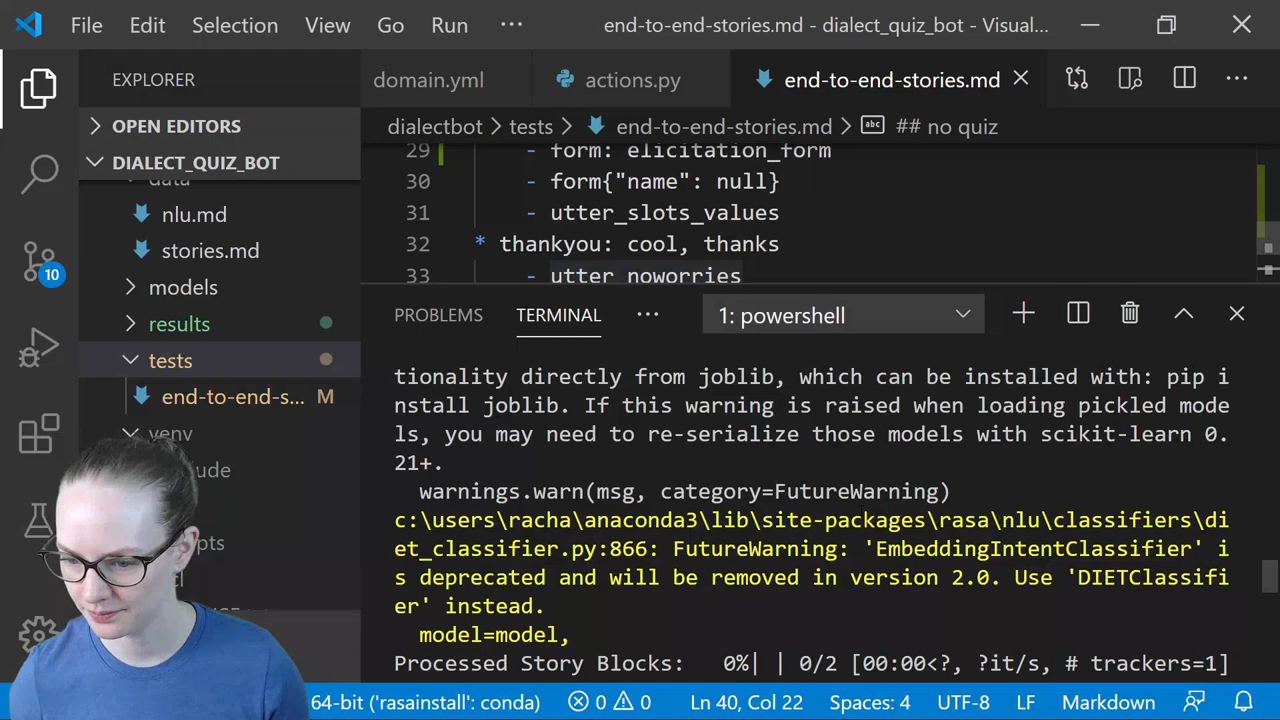 File Edit Selection View Go Run ··· end-to-end-stories.md - dialect_quiz_bot - Visual...
EXPLORER
domain.yml actions.py end-to-end-stories.md
OPEN EDITORS
dialectbot > tests > end-to-end-stories.md > abc ## no quiz
DIALECT_QUIZ_BOT
data
nlu.md
stories.md
models
results
tests
end-to-end-s... M
venv
10
29 - form: elicitation_form
30 - form{"name": null}
31 - utter_slots_values
32 * thankyou: cool, thanks
33 - utter_noworries
PROBLEMS TERMINAL ··· 1: powershell
tionality directly from joblib, which can be installed with: pip i
nstall joblib. If this warning is raised when loading pickled mode
ls, you may need to re-serialize those models with scikit-learn 0.
21+.
warnings.warn(msg, category=FutureWarning)
c:\users\racha\anaconda3\lib\site-packages\rasa\nlu\classifiers\di
et_classifier.py:866: FutureWarning: 'EmbeddingIntentClassifier' i
s deprecated and will be removed in version 2.0. Use 'DIETClassifi
er' instead.
model=model,
Processed Story Blocks: 0%| | 0/2 [00:00<?, ?it/s, # trackers=1]
64-bit ('rasainstall': conda) 0 0 Ln 40, Col 22 Spaces: 4 UTF-8 LF Markdown